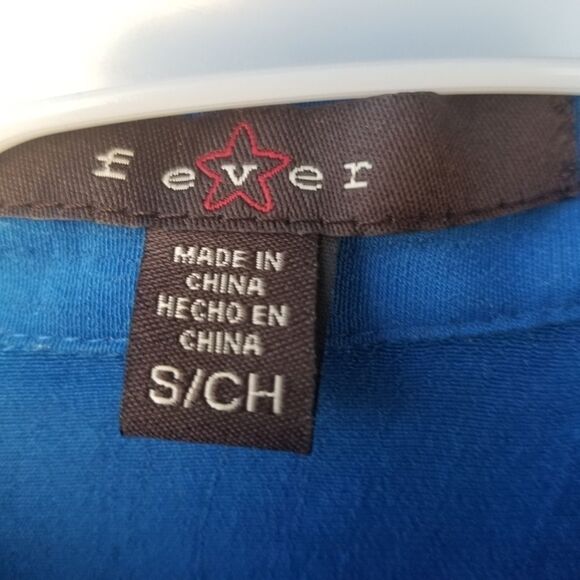 fever
MADE IN
CHINA
HECHO EN
CHINA
S/CH